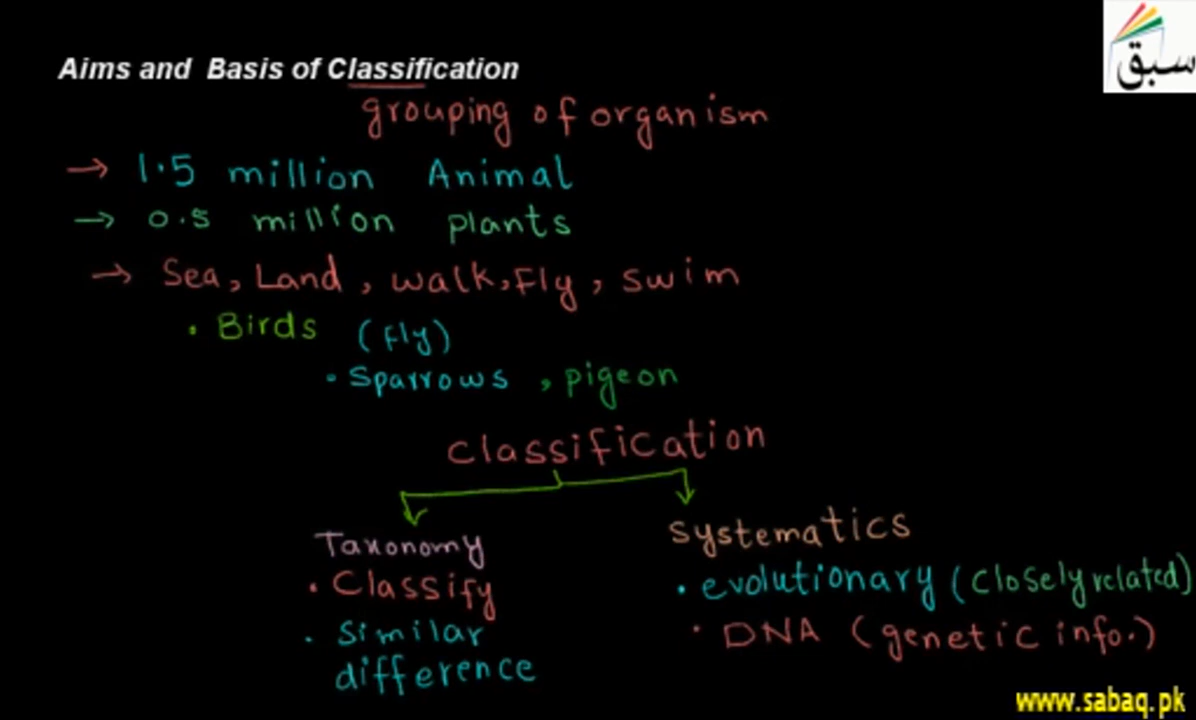 سبق
Aims and Basis of Classification
grouping of organism
→ 1.5 million Animal
→ 0.5 million plants
→ Sea, Land, walk, Fly, swim
• Birds (fly)
• Sparrows, pigeon
Classification
Taxonomy
• Classify
• Similar
difference
Systematics
• evolutionary (closely related)
• DNA (genetic info.)
www.sabaq.pk